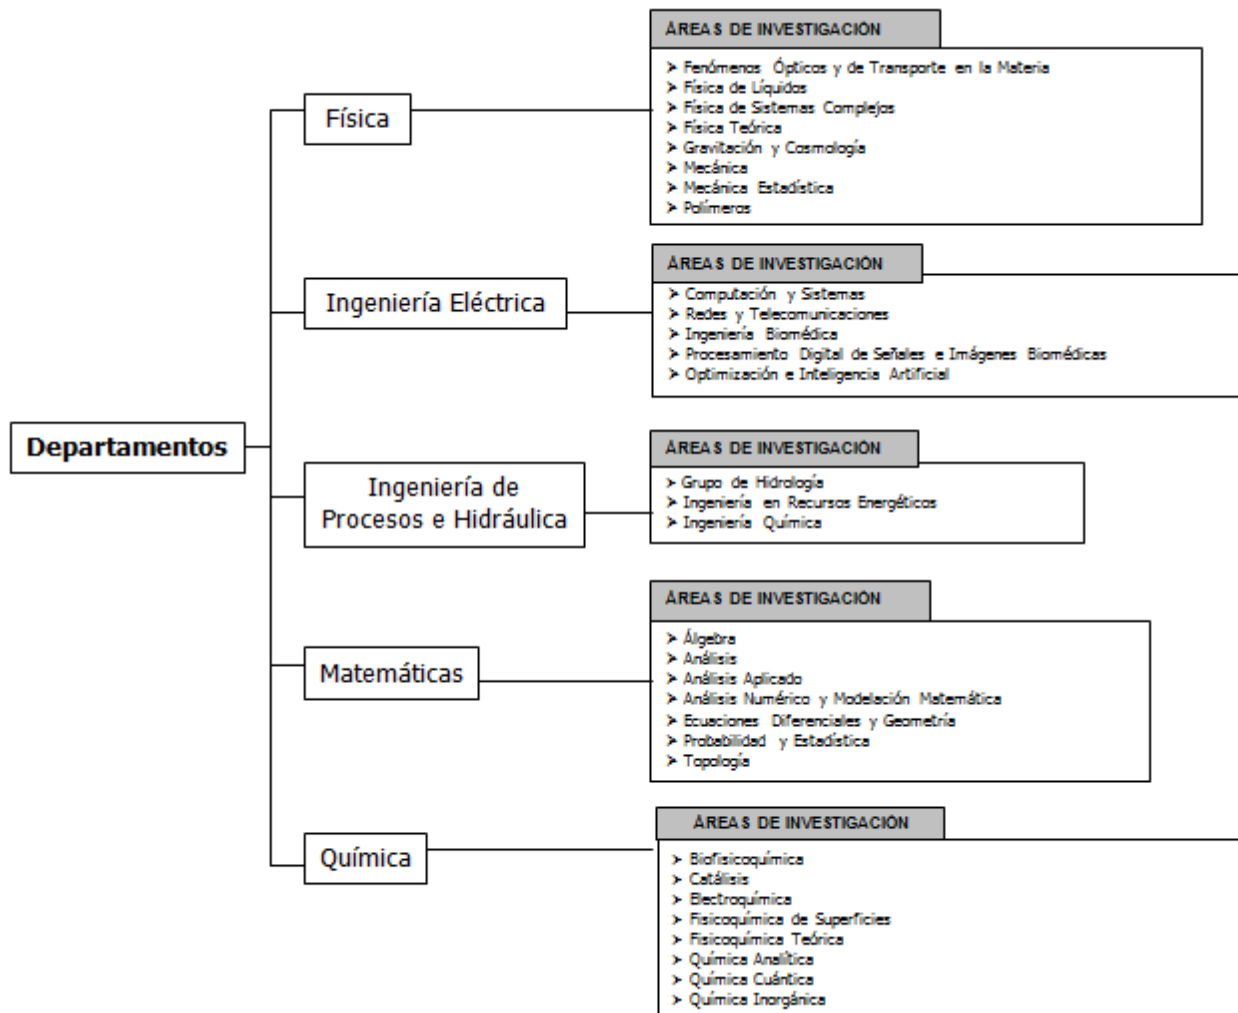 Departamentos
Física
ÁREAS DE INVESTIGACIÓN
➢ Fenómenos Ópticos y de Transporte en la Materia
➢ Física de Líquidos
➢ Física de Sistemas Complejos
➢ Física Teórica
➢ Gravitación y Cosmología
➢ Mecánica
➢ Mecánica Estadística
➢ Polímeros
Ingeniería Eléctrica
ÁREAS DE INVESTIGACIÓN
➢ Computación y Sistemas
➢ Redes y Telecomunicaciones
➢ Ingeniería Biomédica
➢ Procesamiento Digital de Señales e Imágenes Biomédicas
➢ Optimización e Inteligencia Artificial
Ingeniería de
Procesos e Hidráulica
ÁREAS DE INVESTIGACIÓN
➢ Grupo de Hidrología
➢ Ingeniería en Recursos Energéticos
➢ Ingeniería Química
Matemáticas
ÁREAS DE INVESTIGACIÓN
➢ Álgebra
➢ Análisis
➢ Análisis Aplicado
➢ Análisis Numérico y Modelación Matemática
➢ Ecuaciones Diferenciales y Geometría
➢ Probabilidad y Estadística
➢ Topología
Química
ÁREAS DE INVESTIGACIÓN
➢ Biofisicoquímica
➢ Catálisis
➢ Electroquímica
➢ Fisicoquímica de Superficies
➢ Fisicoquímica Teórica
➢ Química Analítica
➢ Química Cuántica
➢ Química Inorgánica